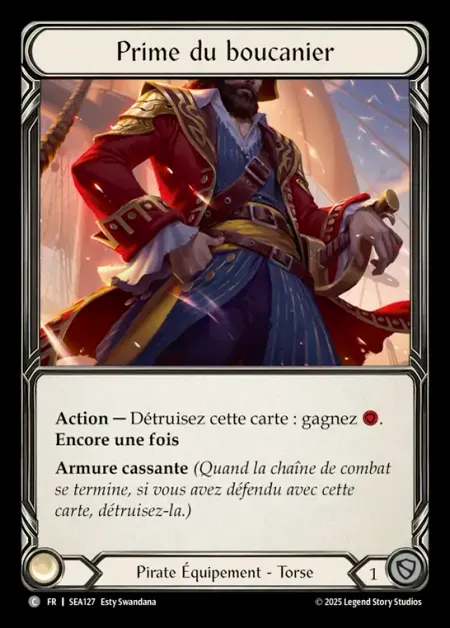 Prime du boucanier
Action — Détruisez cette carte : gagnez .
Encore une fois
Armure cassante (Quand la chaîne de combat
se termine, si vous avez défendu avec cette
carte, détruisez-la.)
Pirate Équipement - Torse
1
C FR | SEA127 Esty Swandana
© 2025 Legend Story Studios